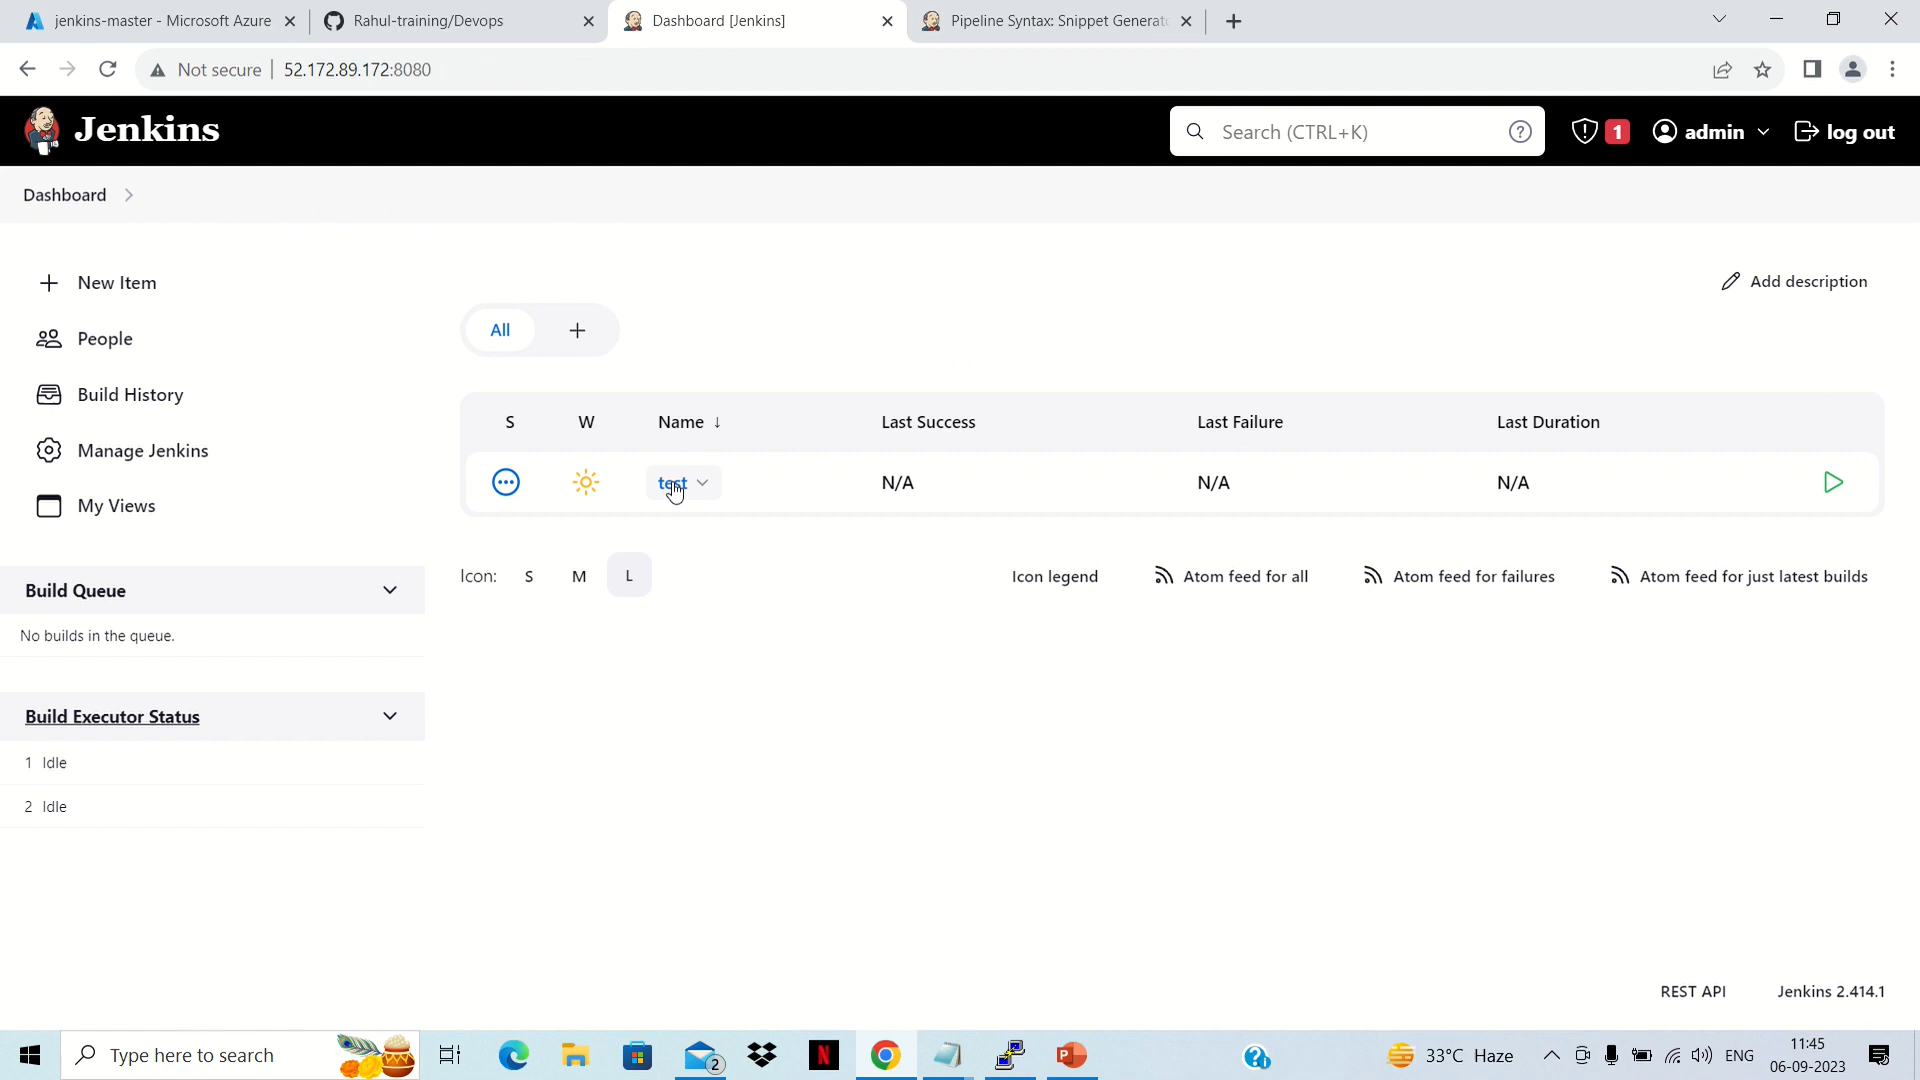 jenkins-master - Microsoft Azure
Rahul-training/Devops
Dashboard [Jenkins]
Pipeline Syntax: Snippet Generat
Not secure
52.172.89.172:8080
Jenkins
Search (CTRL+K)
1
admin
log out
Dashboard
New Item
People
Build History
Manage Jenkins
My Views
Add description
All
S
W
Name ↓
Last Success
Last Failure
Last Duration
test
N/A
N/A
N/A
Icon:
S
M
L
Icon legend
Atom feed for all
Atom feed for failures
Atom feed for just latest builds
Build Queue
No builds in the queue.
Build Executor Status
1 Idle
2 Idle
REST API
Jenkins 2.414.1
Type here to search
2
33°C Haze
ENG
11:45
06-09-2023